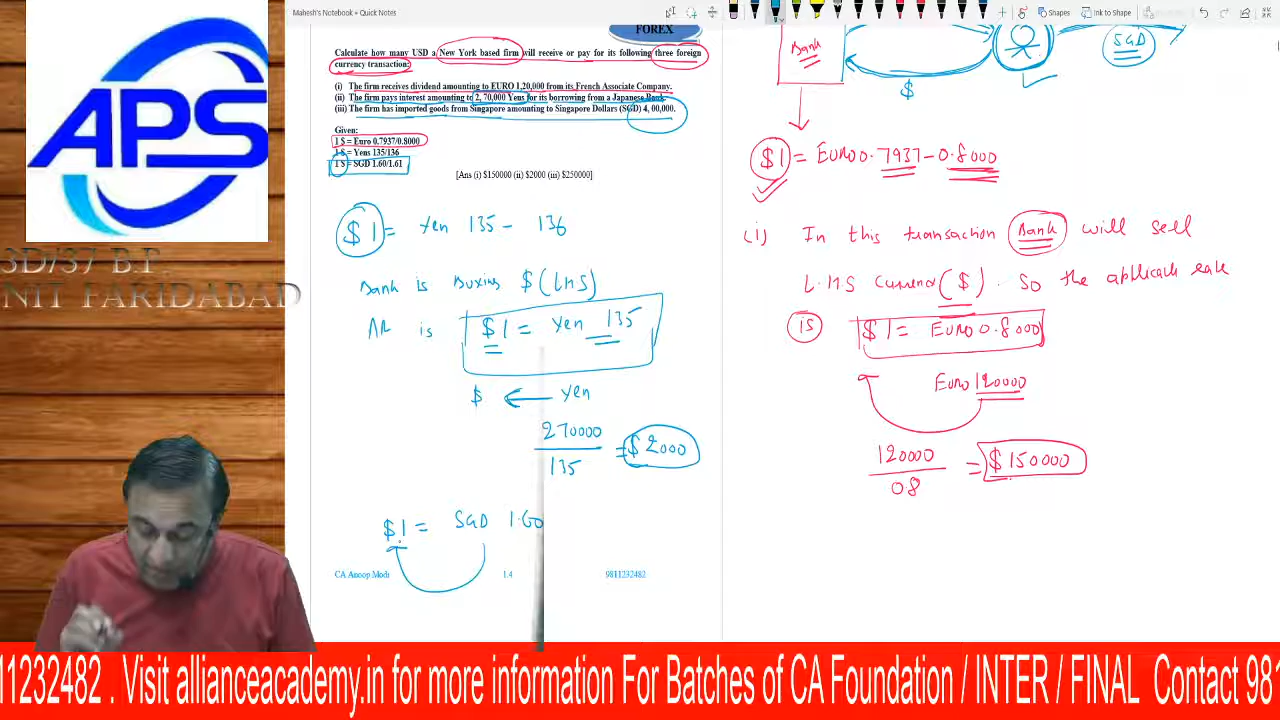 Mahesh's Notebook • Quick Notes
Shapes
Ink to Shape
APS
3D/37 B.P.
NIT FARIDABAD
FOREX
Calculate how many USD a New York based firm will receive or pay for its following three foreign
currency transaction:
(i) The firm receives dividend amounting to EURO 1,20,000 from its French Associate Company.
(ii) The firm pays interest amounting to 2, 70,000 Yens for its borrowing from a Japanese Bank.
(iii) The firm has imported goods from Singapore amounting to Singapore Dollars (SGD) 4, 00,000.
Given:
1 $ = Euro 0.7937/0.8000
1 $ = Yens 135/136
1 $ = SGD 1.60/1.61
[Ans (i) $150000 (ii) $2000 (iii) $250000]
$1 = Yen 135 - 136
Bank is Buying $ (LHS)
AR is $1 = Yen 135
$ ← Yen
270000
135
= $2000
$1 = SGD 1.60
CA Anoop Modi
1.4
9811232482
Bank
SGD
$
$1 = EURO 0.7937 - 0.8000
(i) In this transaction Bank will sell
L.H.S currency ($). So the applicable rate
is $1 = EURO 0.8000
Euro 120000
120000
08
= $150000
11232482 . Visit allianceacademy.in for more information For Batches of CA Foundation / INTER / FINAL Contact 981